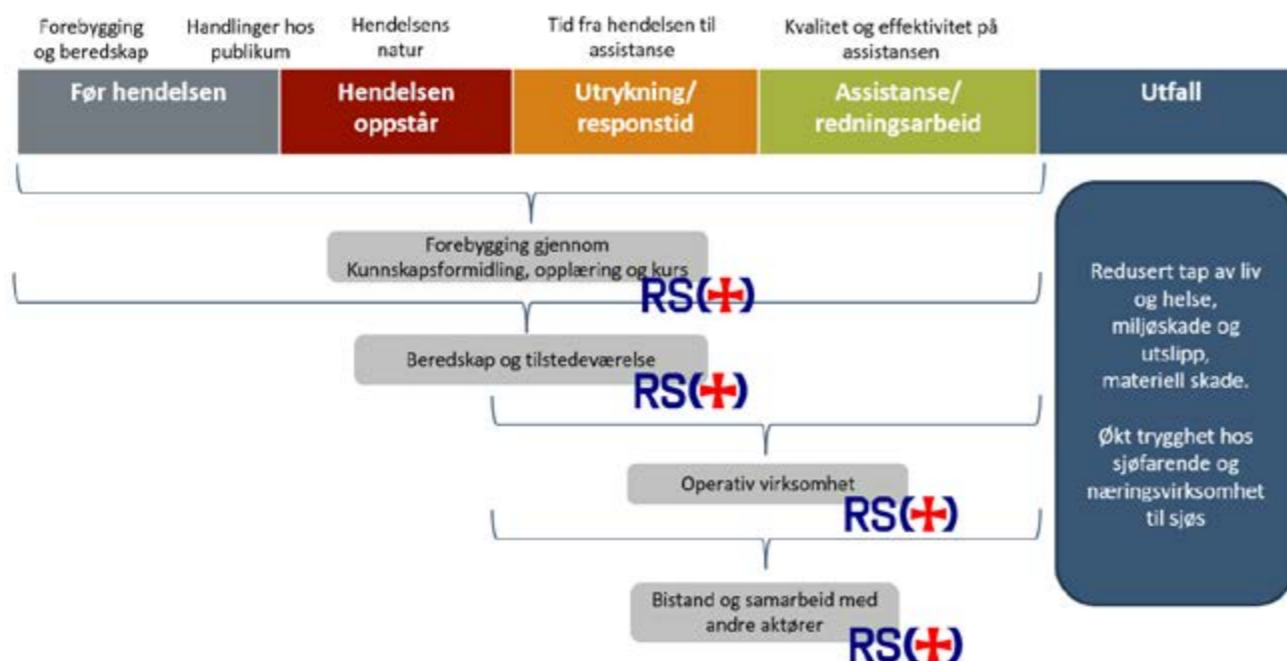 Forebygging
og beredskap
Handlinger hos
publikum
Hendelsens
natur
Tid fra hendelsen til
assistanse
Kvalitet og effektivitet på
assistansen
Før hendelsen
Hendelsen
oppstår
Utrykning/
responstid
Assistanse/
redningsarbeid
Utfall
Forebygging gjennom
Kunnskapsformidling, opplæring og kurs
RS
Beredskap og tilstedeværelse
RS
Operativ virksomhet
RS
Bistand og samarbeid med
andre aktører
RS
Redusert tap av liv
og helse,
miljøskade og
utslipp,
materiell skade.
Økt trygghet hos
sjøfarende og
næringsvirksomhet
til sjøs